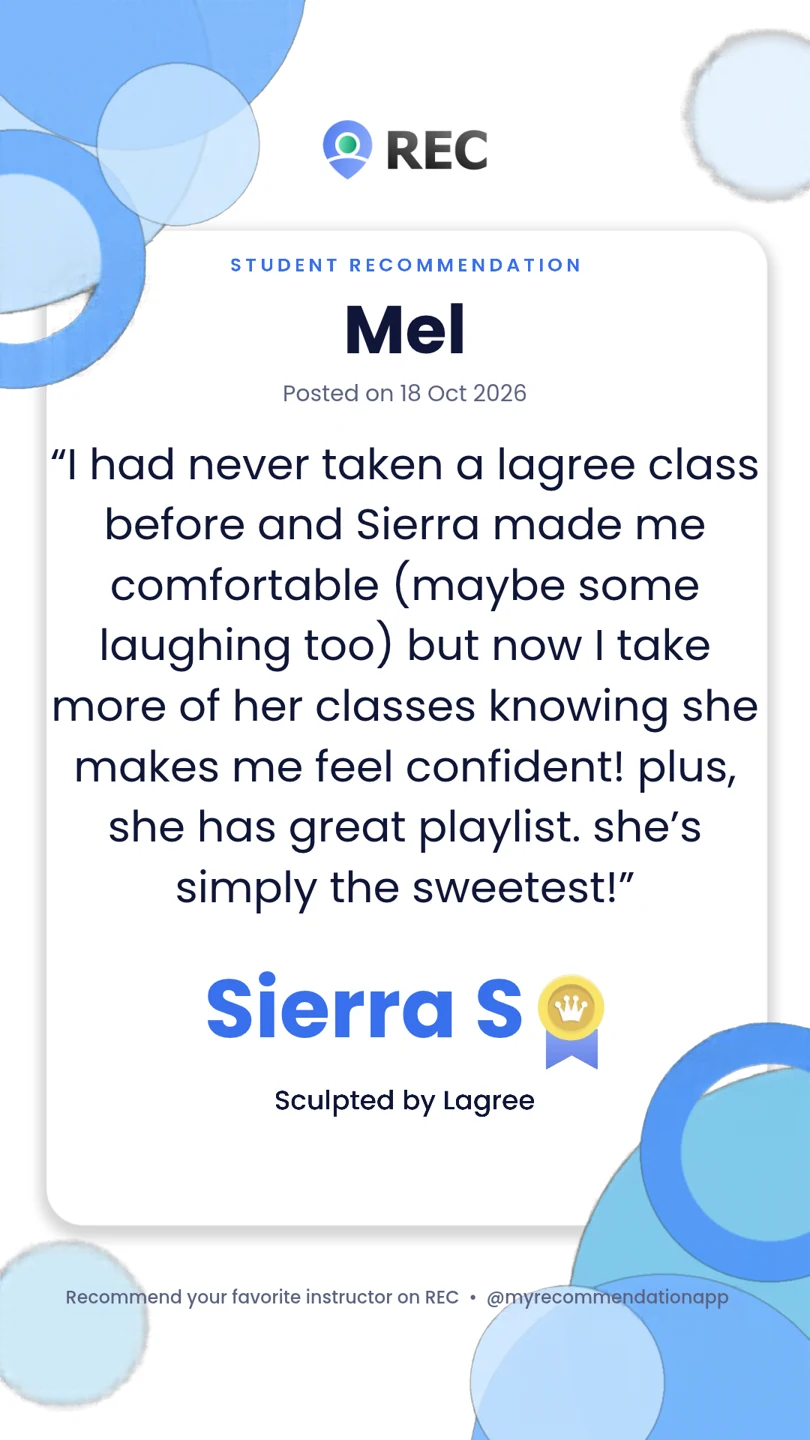 REC
STUDENT RECOMMENDATION
Mel
Posted on 18 Oct 2026
“I had never taken a lagree class
before and Sierra made me
comfortable (maybe some
laughing too) but now I take
more of her classes knowing she
makes me feel confident! plus,
she has great playlist. she’s
simply the sweetest!”
Sierra S
Sculpted by Lagree
Recommend your favorite instructor on REC • @myrecommendationapp